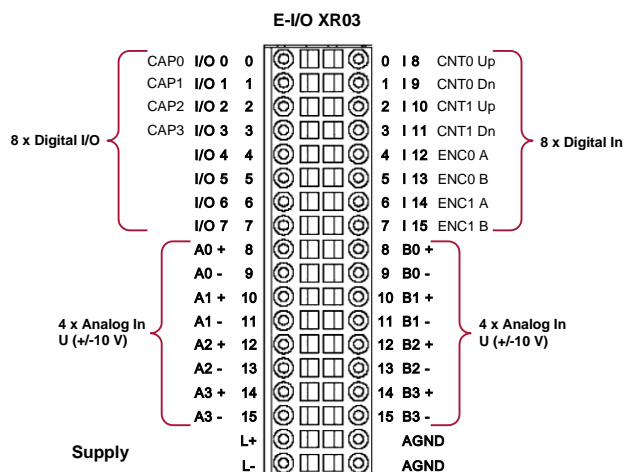 E-I/O XR03
CAP0 I/O 0 0 0 I 8 CNT0 Up
CAP1 I/O 1 1 1 I 9 CNT0 Dn
CAP2 I/O 2 2 2 I 10 CNT1 Up
CAP3 I/O 3 3 3 I 11 CNT1 Dn
8 x Digital I/O
8 x Digital In
I/O 4 4 4 I 12 ENC0 A
I/O 5 5 5 I 13 ENC0 B
I/O 6 6 6 I 14 ENC1 A
I/O 7 7 7 I 15 ENC1 B
A0 + 8 8 B0 +
A0 - 9 9 B0 -
A1 + 10 10 B1 +
A1 - 11 11 B1 -
4 x Analog In
U (+/-10 V)
4 x Analog In
U (+/-10 V)
A2 + 12 12 B2 +
A2 - 13 13 B2 -
A3 + 14 14 B3 +
A3 - 15 15 B3 -
Supply
L+ AGND
L- AGND